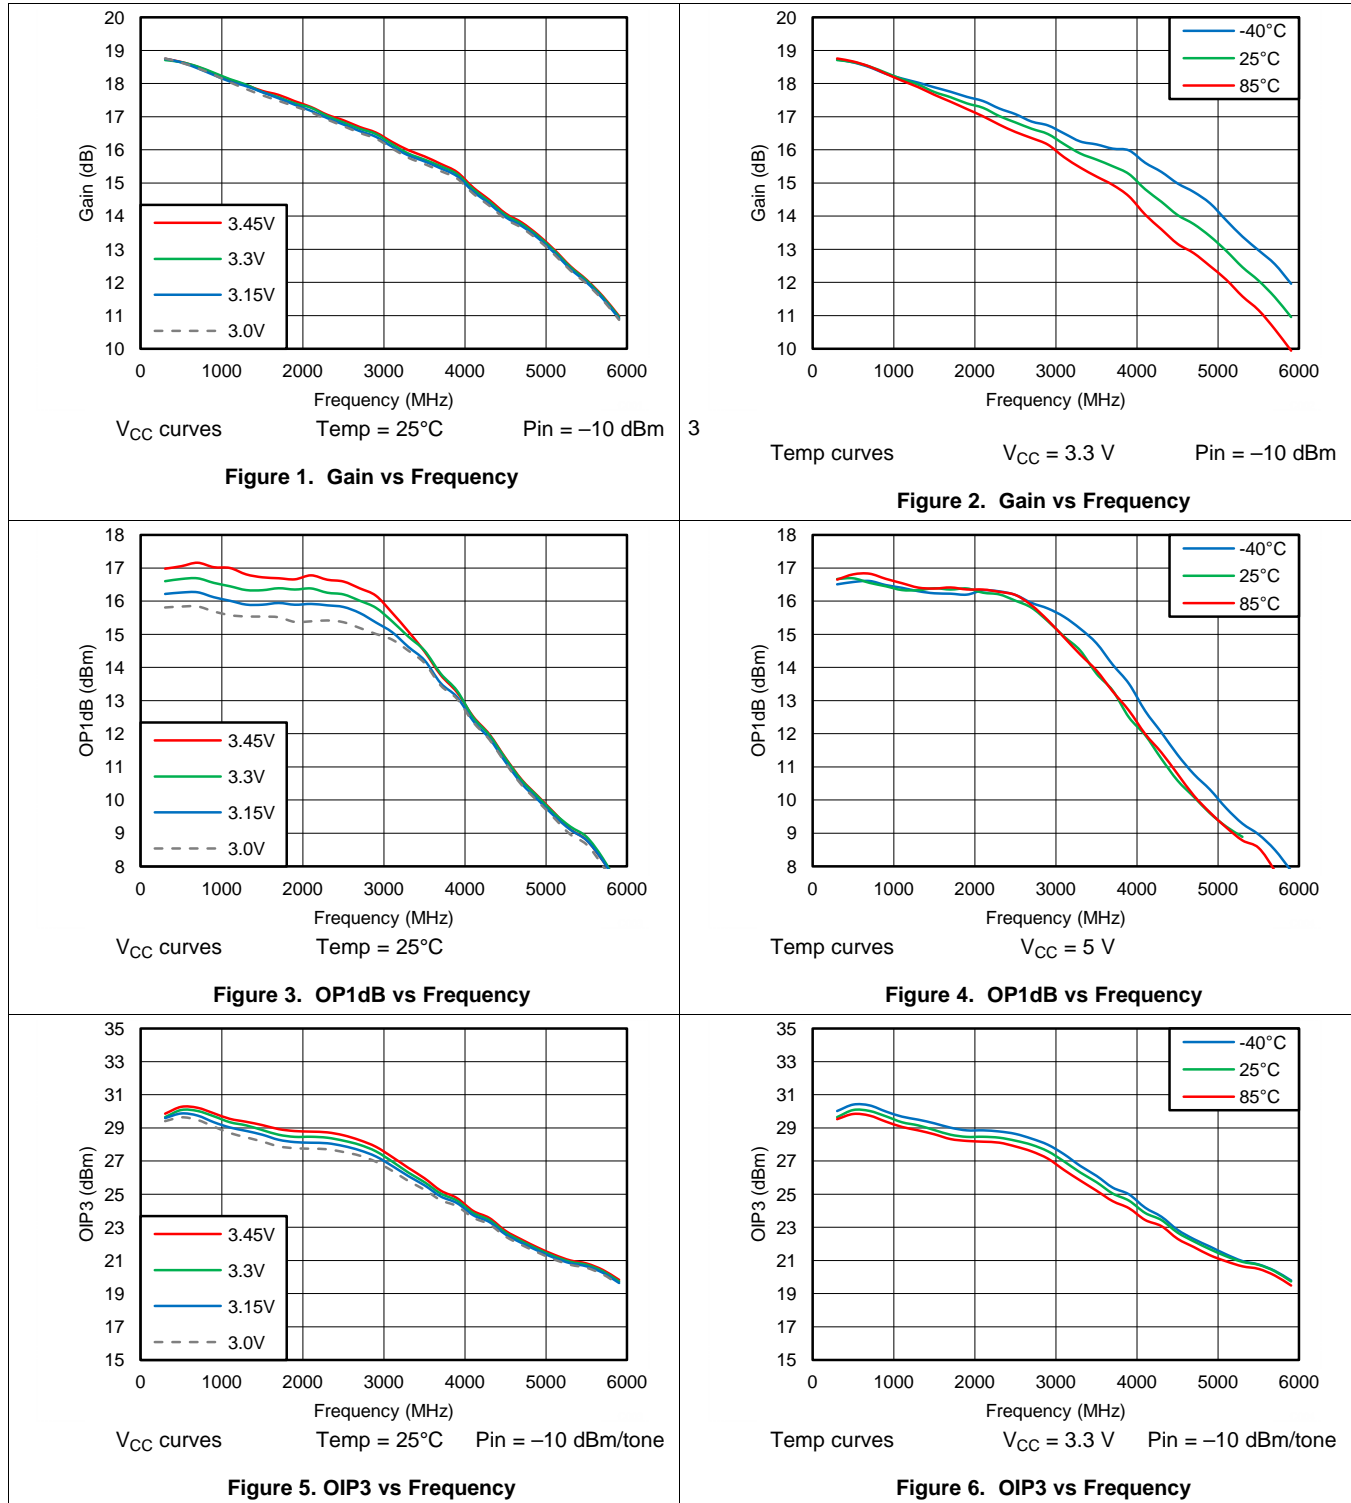 20
19
18
17
16
15
14
13
12
11
10
Gain (dB)
3.45V
3.3V
3.15V
3.0V
0 1000 2000 3000 4000 5000 6000
Frequency (MHz)
VCC curves Temp = 25°C Pin = –10 dBm
Figure 1. Gain vs Frequency
20
19
18
17
16
15
14
13
12
11
10
Gain (dB)
-40°C
25°C
85°C
0 1000 2000 3000 4000 5000 6000
Frequency (MHz)
3
Temp curves VCC = 3.3 V Pin = –10 dBm
Figure 2. Gain vs Frequency
18
17
16
15
14
13
12
11
10
9
8
OP1dB (dBm)
3.45V
3.3V
3.15V
3.0V
0 1000 2000 3000 4000 5000 6000
Frequency (MHz)
VCC curves Temp = 25°C
Figure 3. OP1dB vs Frequency
18
17
16
15
14
13
12
11
10
9
8
OP1dB (dBm)
-40°C
25°C
85°C
0 1000 2000 3000 4000 5000 6000
Frequency (MHz)
Temp curves VCC = 5 V
Figure 4. OP1dB vs Frequency
35
33
31
29
27
25
23
21
19
17
15
OIP3 (dBm)
3.45V
3.3V
3.15V
3.0V
0 1000 2000 3000 4000 5000 6000
Frequency (MHz)
VCC curves Temp = 25°C Pin = –10 dBm/tone
Figure 5. OIP3 vs Frequency
35
33
31
29
27
25
23
21
19
17
15
OIP3 (dBm)
-40°C
25°C
85°C
0 1000 2000 3000 4000 5000 6000
Frequency (MHz)
Temp curves VCC = 3.3 V Pin = –10 dBm/tone
Figure 6. OIP3 vs Frequency